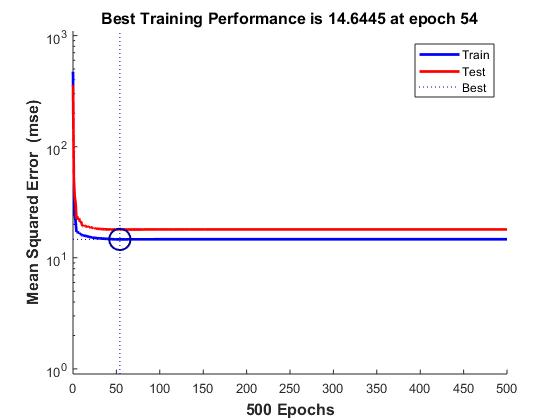 Best Training Performance is 14.6445 at epoch 54
Mean Squared Error (mse)
10³
10²
10¹
10⁰
Train
Test
Best
0 50 100 150 200 250 300 350 400 450 500
500 Epochs